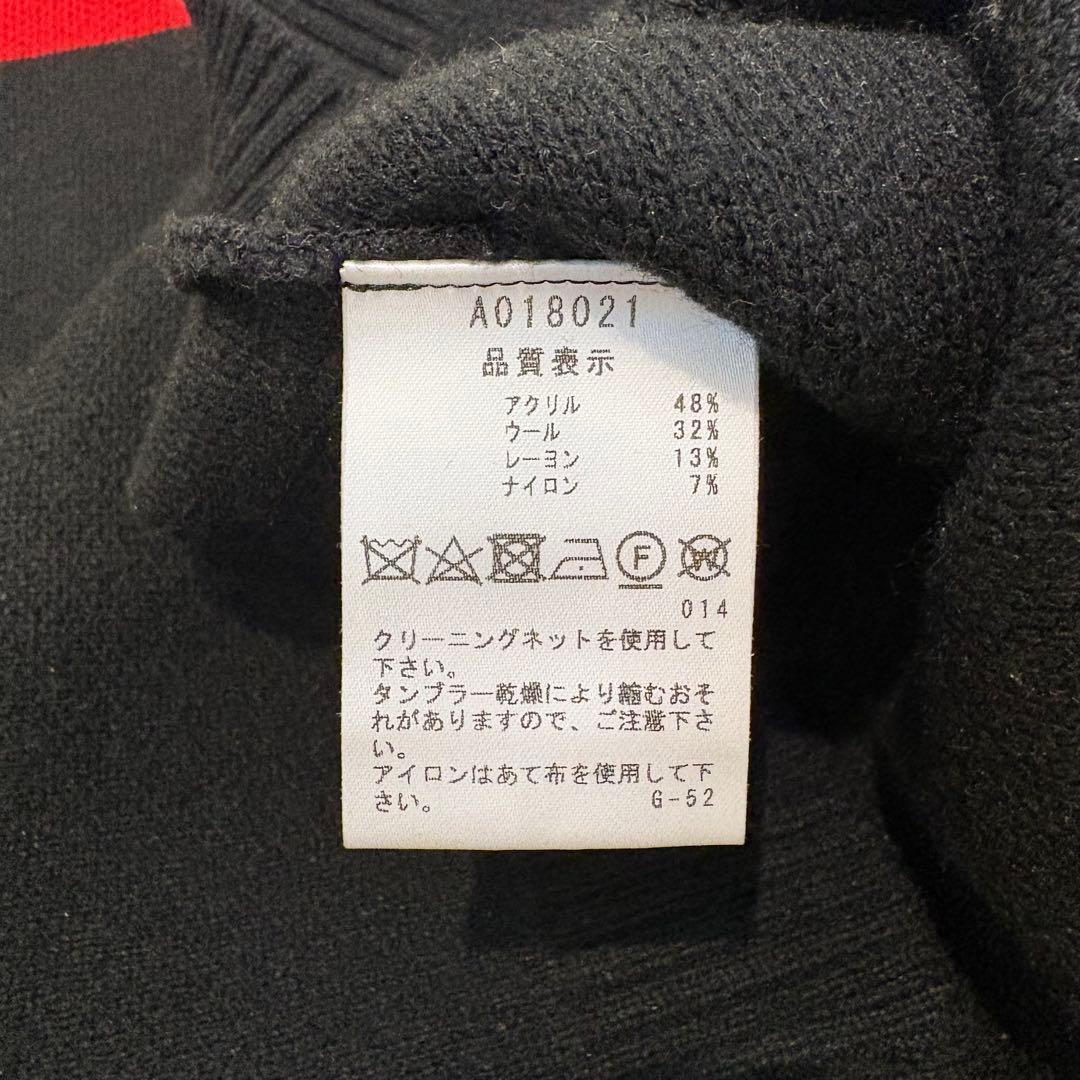 A018021
品質表示
アクリル 48%
ウール 32%
レーヨン 13%
ナイロン 7%
F W
014
クリーニングネットを使用して
下さい。
タンブラー乾燥により縮むおそ
れがありますので、ご注意下さ
い。
アイロンはあて布を使用して下
さい。 G-52